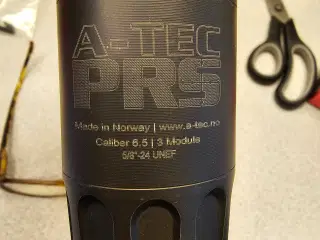 A-TEC
PRS
Made in Norway | www.a-tec.no
Caliber 6.5 | 3 Module
5/8"-24 UNEF